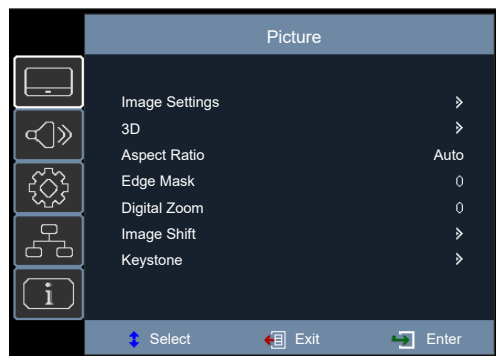 Picture
Image Settings
3D
Aspect Ratio Auto
Edge Mask 0
Digital Zoom 0
Image Shift
Keystone
i
Select Exit Enter